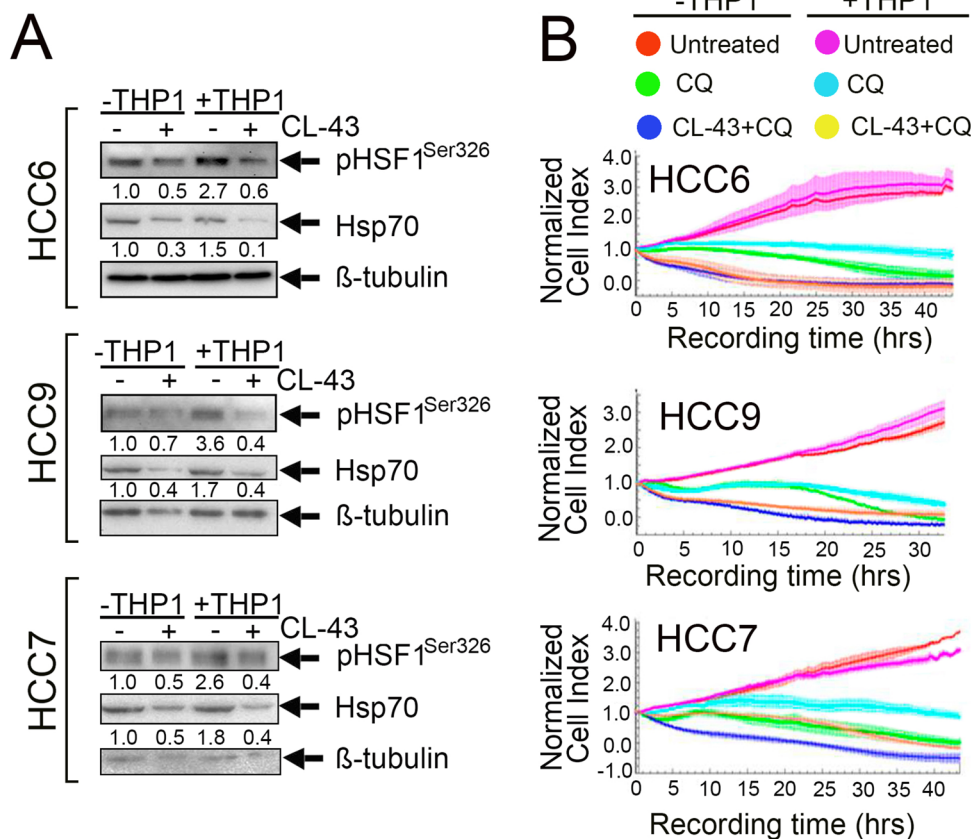 A
-THP1 +THP1
- + - + CL-43
HCC6
pHSF1Ser326
1.0 0.5 2.7 0.6
Hsp70
1.0 0.3 1.5 0.1
ß-tubulin
-THP1 +THP1
- + - + CL-43
HCC9
pHSF1Ser326
1.0 0.7 3.6 0.4
Hsp70
1.0 0.4 1.7 0.4
ß-tubulin
-THP1 +THP1
- + - + CL-43
HCC7
pHSF1Ser326
1.0 0.5 2.6 0.4
Hsp70
1.0 0.5 1.8 0.4
ß-tubulin
B
-THP1 +THP1
Untreated Untreated
CQ CQ
CL-43+CQ CL-43+CQ
HCC6
Normalized
Cell Index
4.0
3.0
2.0
1.0
0.0
0 5 10 15 20 25 30 35 40
Recording time (hrs)
HCC9
Normalized
Cell Index
3.0
2.0
1.0
0.0
0 5 10 15 20 25 30
Recording time (hrs)
HCC7
Normalized
Cell Index
4.0
3.0
2.0
1.0
0.0
-1.0
0 5 10 15 20 25 30 35 40
Recording time (hrs)